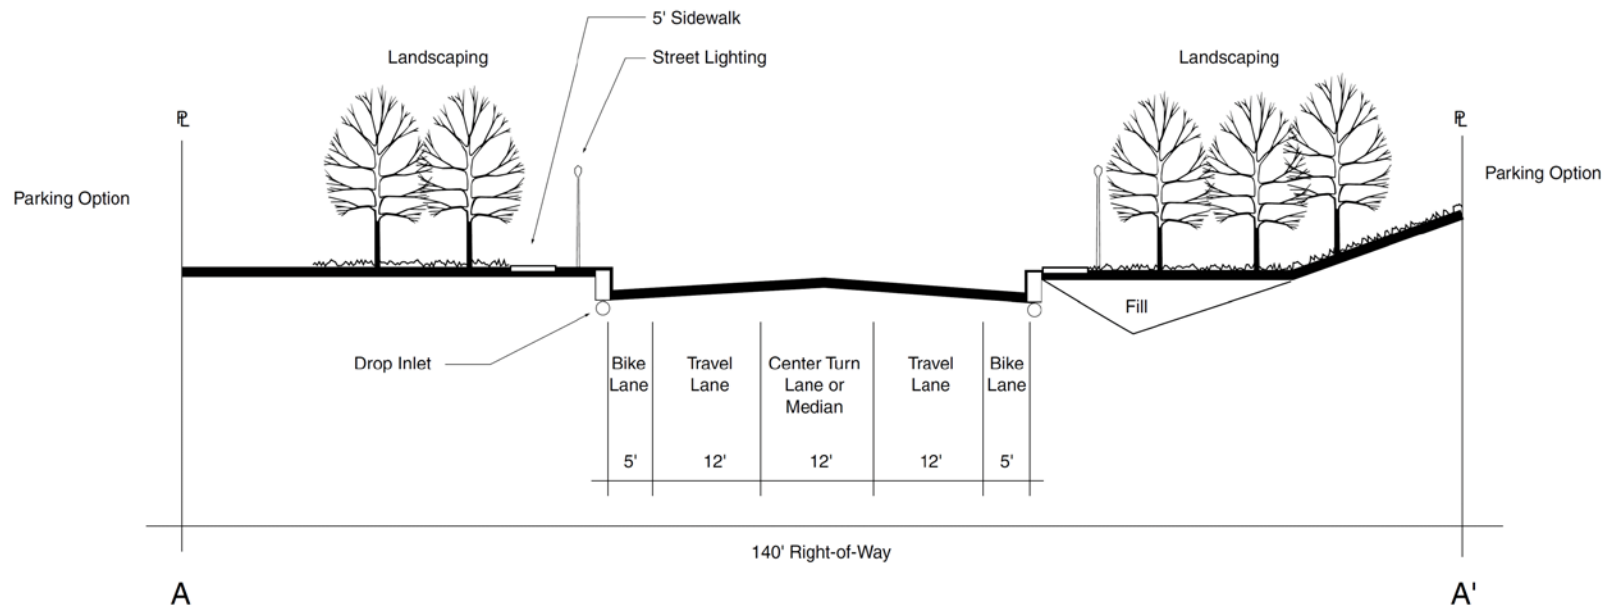 5' Sidewalk
Street Lighting
Landscaping
Landscaping
PL
PL
Parking Option
Parking Option
Fill
Drop Inlet
Bike
Lane
Travel
Lane
Center Turn
Lane or
Median
Travel
Lane
Bike
Lane
5'
12'
12'
12'
5'
140' Right-of-Way
A
A'